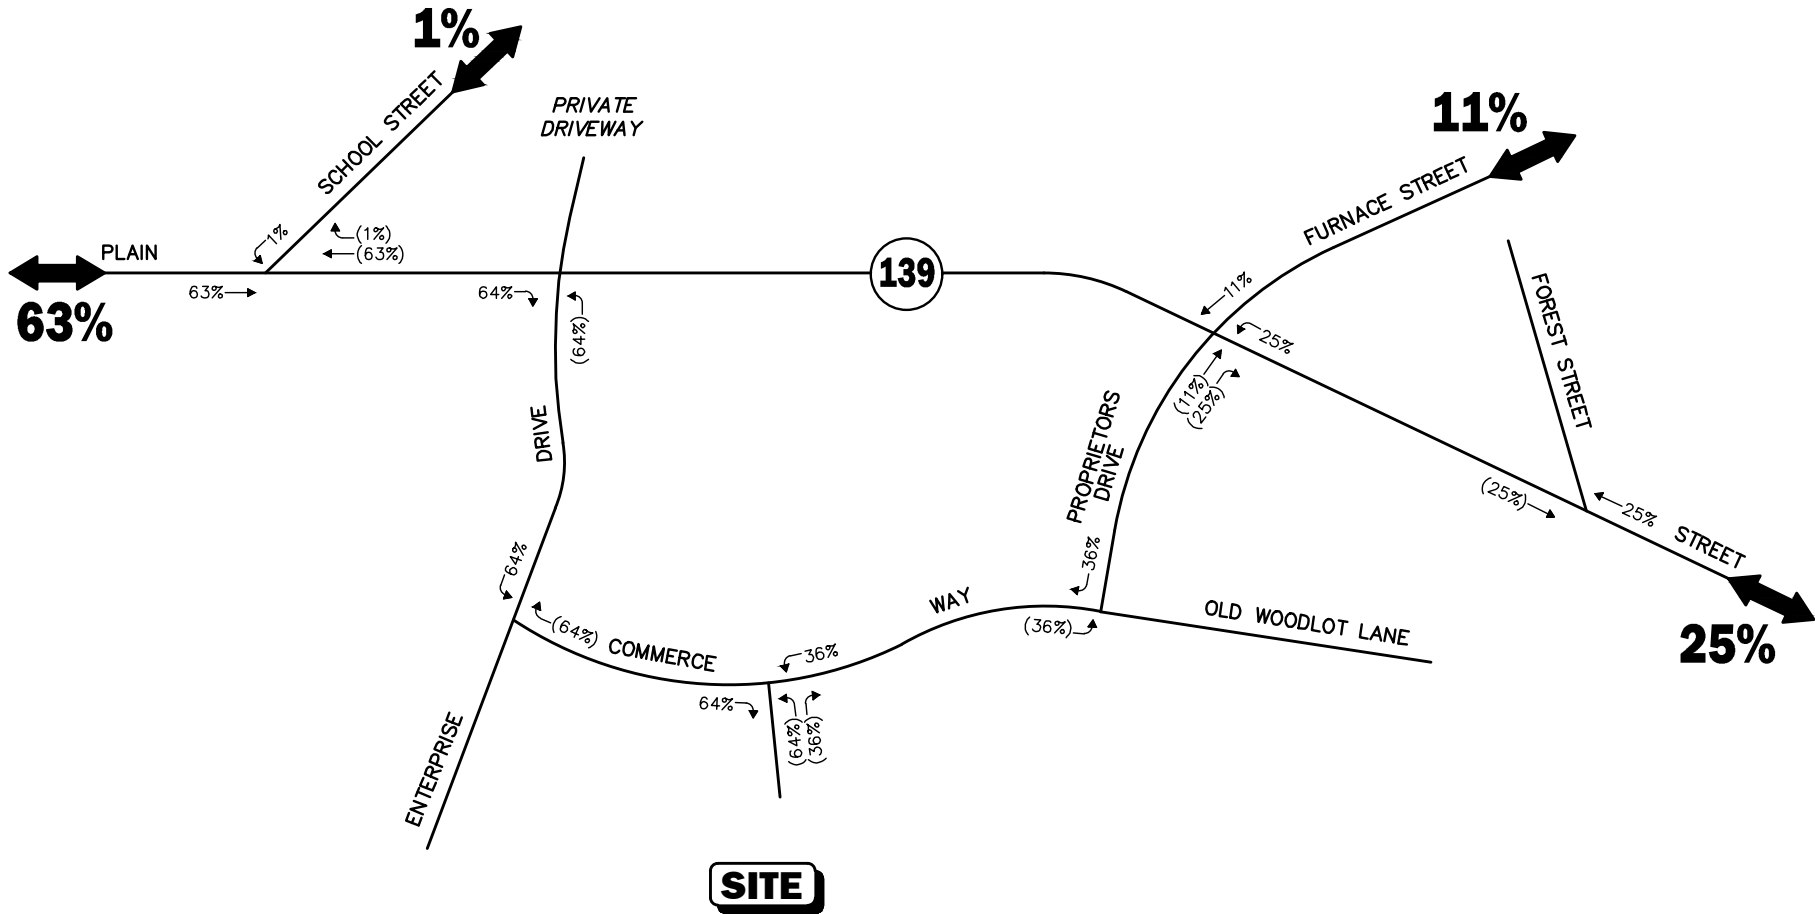 1%
SCHOOL STREET
PRIVATE
DRIVEWAY
11%
FURNACE STREET
PLAIN
63%
1%
(1%)
(63%)
63%
64%
(64%)
139
11%
25%
(11%)
(25%)
FOREST STREET
DRIVE
PROPRIETORS
DRIVE
(25%)
25%
STREET
25%
64%
(64%)
COMMERCE
WAY
36%
(36%)
OLD WOODLOT LANE
36%
64%
(64%)
(36%)
ENTERPRISE
SITE